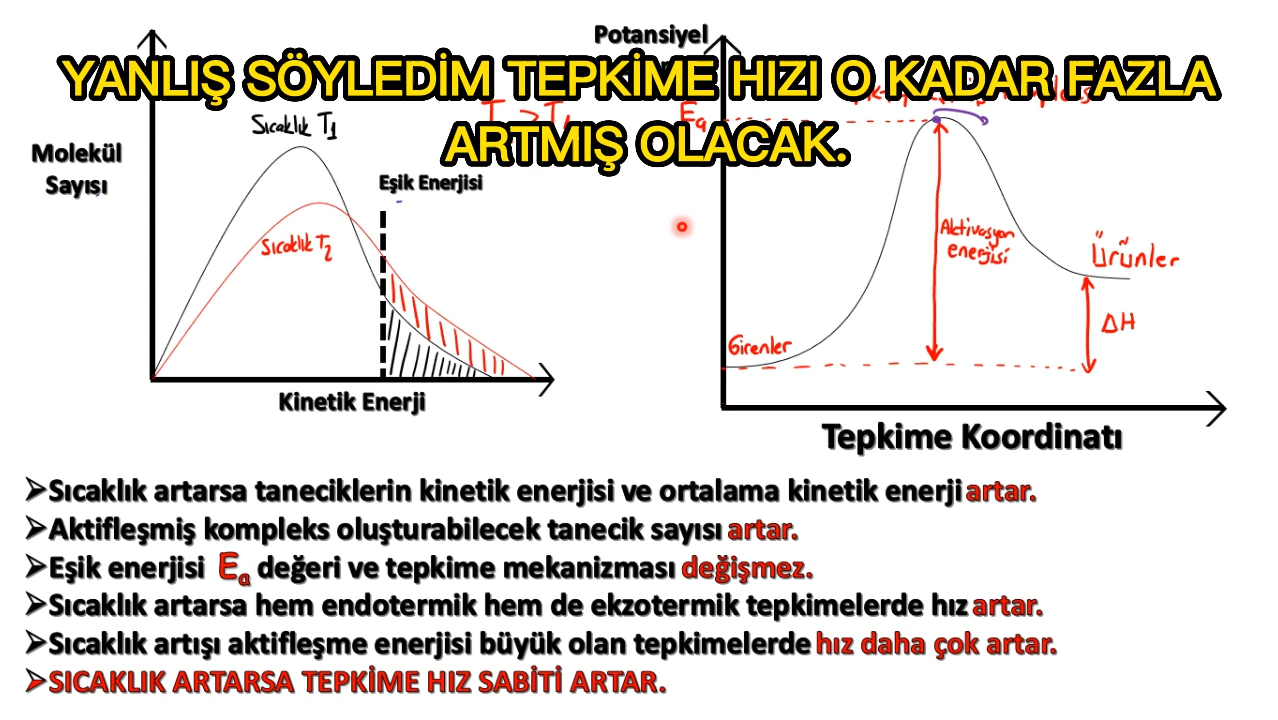 YANLIŞ SÖYLEDİM TEPKİME HIZI O KADAR FAZLA
ARTMIŞ OLACAK.
Potansiyel
Molekül
Sayısı
Sıcaklık T1
Sıcaklık T2
Eşik Enerjisi
Kinetik Enerji
Ea
Aktivasyon
enerjisi
Girenler
Ürünler
ΔH
Tepkime Koordinatı
➢Sıcaklık artarsa taneciklerin kinetik enerjisi ve ortalama kinetik enerji artar.
➢Aktifleşmiş kompleks oluşturabilecek tanecik sayısı artar.
➢Eşik enerjisi Ea değeri ve tepkime mekanizması değişmez.
➢Sıcaklık artarsa hem endotermik hem de ekzotermik tepkimelerde hız artar.
➢Sıcaklık artışı aktifleşme enerjisi büyük olan tepkimelerde hız daha çok artar.
➢SICAKLIK ARTARSA TEPKİME HIZ SABİTİ ARTAR.